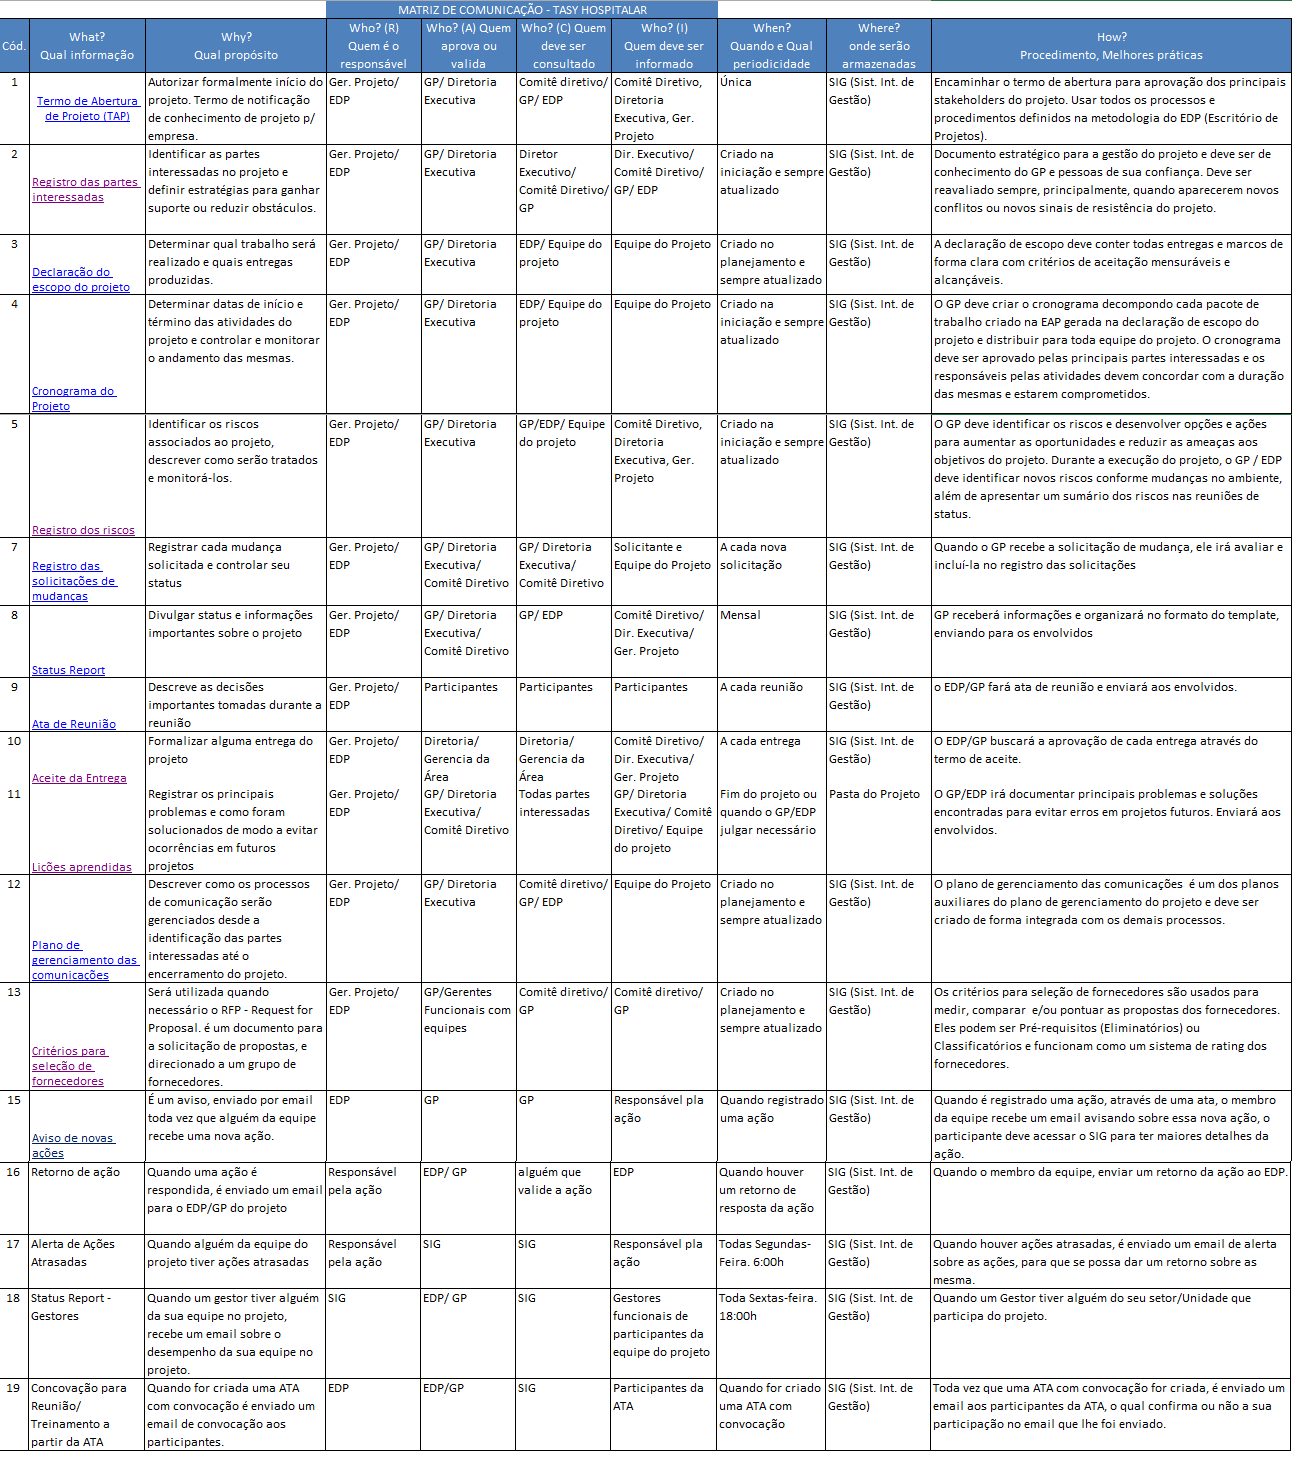 MATRIZ DE COMUNICAÇÃO - TASY HOSPITALAR
Cód.
What?
Qual informação
Why?
Qual propósito
Who? (R)
Quem é o
responsável
Who? (A) Quem
aprova ou
valida
Who? (C) Quem
deve ser
consultado
Who? (I)
Quem deve ser
informado
When?
Quando e Qual
periodicidade
Where?
onde serão
armazenadas
How?
Procedimento, Melhores práticas
1
Termo de Abertura
de Projeto (TAP)
Autorizar formalmente início do
projeto. Termo de notificação
de conhecimento de projeto p/
empresa.
Ger. Projeto/
EDP
GP/ Diretoria
Executiva
Comitê diretivo/
GP/ EDP
Comitê Diretivo,
Diretoria
Executiva, Ger.
Projeto
Única
SIG (Sist. Int. de
Gestão)
Encaminhar o termo de abertura para aprovação dos principais
stakeholders do projeto. Usar todos os processos e
procedimentos definidos na metodologia do EDP (Escritório de
Projetos).
2
Registro das partes
interessadas
Identificar as partes
interessadas no projeto e
definir estratégias para ganhar
suporte ou reduzir obstáculos.
Ger. Projeto/
EDP
GP/ Diretoria
Executiva
Diretor
Executivo/
Comitê Diretivo/
GP
Dir. Executivo/
Comitê Diretivo/
GP/ EDP
Criado na
iniciação e sempre
atualizado
SIG (Sist. Int. de
Gestão)
Documento estratégico para a gestão do projeto e deve ser de
conhecimento do GP e pessoas de sua confiança. Deve ser
reavaliado sempre, principalmente, quando aparecerem novos
conflitos ou novos sinais de resistência do projeto.
3
Declaração do
escopo do projeto
Determinar qual trabalho será
realizado e quais entregas
produzidas.
Ger. Projeto/
EDP
GP/ Diretoria
Executiva
EDP/ Equipe do
projeto
Equipe do Projeto
Criado no
planejamento e
sempre atualizado
SIG (Sist. Int. de
Gestão)
A declaração de escopo deve conter todas entregas e marcos de
forma clara com critérios de aceitação mensuráveis e
alcançáveis.
4
Cronograma do
Projeto
Determinar datas de início e
término das atividades do
projeto e controlar e monitorar
o andamento das mesmas.
Ger. Projeto/
EDP
GP/ Diretoria
Executiva
EDP/ Equipe do
projeto
Equipe do Projeto
Criado na
iniciação e sempre
atualizado
SIG (Sist. Int. de
Gestão)
O GP deve criar o cronograma decompondo cada pacote de
trabalho criado na EAP gerada na declaração de escopo do
projeto e distribuir para toda equipe do projeto. O cronograma
deve ser aprovado pelas principais partes interessadas e os
responsáveis pelas atividades devem concordar com a duração
das mesmas e estarem comprometidos.
5
Registro dos riscos
Identificar os riscos
associados ao projeto,
descrever como serão tratados
e monitorá-los.
Ger. Projeto/
EDP
GP/ Diretoria
Executiva
GP/EDP/ Equipe
do projeto
Comitê Diretivo,
Diretoria
Executiva, Ger.
Projeto
Criado na
iniciação e sempre
atualizado
SIG (Sist. Int. de
Gestão)
O GP deve identificar os riscos e desenvolver opções e ações
para aumentar as oportunidades e reduzir as ameaças aos
objetivos do projeto. Durante a execução do projeto, o GP / EDP
deve identificar novos riscos conforme mudanças no ambiente,
além de apresentar um sumário dos riscos nas reuniões de
status.
7
Registro das
solicitações de
mudanças
Registrar cada mudança
solicitada e controlar seu
status
Ger. Projeto/
EDP
GP/ Diretoria
Executiva/
Comitê Diretivo
GP/ Diretoria
Executiva/
Comitê Diretivo
Solicitante e
Equipe do Projeto
A cada nova
solicitação
SIG (Sist. Int. de
Gestão)
Quando o GP recebe a solicitação de mudança, ele irá avaliar e
incluí-la no registro das solicitações
8
Status Report
Divulgar status e informações
importantes sobre o projeto
Ger. Projeto/
EDP
GP/ Diretoria
Executiva/
Comitê Diretivo
GP/ EDP
Comitê Diretivo/
Dir. Executiva/
Ger. Projeto
Mensal
SIG (Sist. Int. de
Gestão)
GP receberá informações e organizará no formato do template,
enviando para os envolvidos
9
Ata de Reunião
Descreve as decisões
importantes tomadas durante a
reunião
Ger. Projeto/
EDP
Participantes
Participantes
Participantes
A cada reunião
SIG (Sist. Int. de
Gestão)
o EDP/GP fará ata de reunião e enviará aos envolvidos.
10
Aceite da Entrega
Formalizar alguma entrega do
projeto
Ger. Projeto/
EDP
Diretoria/
Gerencia da
Área
Diretoria/
Gerencia da
Área
Comitê Diretivo/
Dir. Executiva/
Ger. Projeto
A cada entrega
SIG (Sist. Int. de
Gestão)
O EDP/GP buscará a aprovação de cada entrega através do
termo de aceite.
11
Lições aprendidas
Registrar os principais
problemas e como foram
solucionados de modo a evitar
ocorrências em futuros
projetos
Ger. Projeto/
EDP
GP/ Diretoria
Executiva/
Comitê Diretivo
Todas partes
interessadas
GP/ Diretoria
Executiva/ Comitê
Diretivo/ Equipe
do projeto
Fim do projeto ou
quando o GP/EDP
julgar necessário
Pasta do Projeto
O GP/EDP irá documentar principais problemas e soluções
encontradas para evitar erros em projetos futuros. Enviará aos
envolvidos.
12
Plano de
gerenciamento das
comunicações
Descrever como os processos
de comunicação serão
gerenciados desde a
identificação das partes
interessadas até o
encerramento do projeto.
Ger. Projeto/
EDP
GP/ Diretoria
Executiva
Comitê diretivo/
GP/ EDP
Equipe do Projeto
Criado no
planejamento e
sempre atualizado
SIG (Sist. Int. de
Gestão)
O plano de gerenciamento das comunicações é um dos planos
auxiliares do plano de gerenciamento do projeto e deve ser
criado de forma integrada com os demais processos.
13
Critérios para
seleção de
fornecedores
Será utilizada quando
necessário o RFP - Request for
Proposal. é um documento para
a solicitação de propostas, e
direcionado a um grupo de
fornecedores.
Ger. Projeto/
EDP
GP/Gerentes
Funcionais com
equipes
Comitê diretivo/
GP
Comitê diretivo/
GP
Criado no
planejamento e
sempre atualizado
SIG (Sist. Int. de
Gestão)
Os critérios para seleção de fornecedores são usados para
medir, comparar e/ou pontuar as propostas dos fornecedores.
Eles podem ser Pré-requisitos (Eliminatórios) ou
Classificatórios e funcionam como um sistema de rating dos
fornecedores.
15
Aviso de novas
ações
É um aviso, enviado por email
toda vez que alguém da equipe
recebe uma nova ação.
EDP
GP
GP
Responsável pla
ação
Quando registrado
uma ação
SIG (Sist. Int. de
Gestão)
Quando é registrado uma ação, através de uma ata, o membro
da equipe recebe um email avisando sobre essa nova ação, o
participante deve acessar o SIG para ter maiores detalhes da
ação.
16
Retorno de ação
Quando uma ação é
respondida, é enviado um email
para o EDP/GP do projeto
Responsável
pela ação
EDP/ GP
alguém que
valide a ação
EDP
Quando houver
um retorno de
resposta da ação
SIG (Sist. Int. de
Gestão)
Quando o membro da equipe, enviar um retorno da ação ao EDP.
17
Alerta de Ações
Atrasadas
Quando alguém da equipe do
projeto tiver ações atrasadas
Responsável
pela ação
SIG
SIG
Responsável pla
ação
Todas Segundas-
Feira. 6:00h
SIG (Sist. Int. de
Gestão)
Quando houver ações atrasadas, é enviado um email de alerta
sobre as ações, para que se possa dar um retorno sobre as
mesma.
18
Status Report -
Gestores
Quando um gestor tiver alguém
da sua equipe no projeto,
recebe um email sobre o
desempenho da sua equipe no
projeto.
SIG
EDP/ GP
SIG
Gestores
funcionais de
participantes da
equipe do projeto
Toda Sextas-feira.
18:00h
SIG (Sist. Int. de
Gestão)
Quando um Gestor tiver alguém do seu setor/Unidade que
participa do projeto.
19
Concovação para
Reunião/
Treinamento a
partir da ATA
Quando for criada uma ATA
com convocação é enviado um
email de convocação aos
participantes.
EDP
EDP/GP
SIG
Participantes da
ATA
Quando for criado
uma ATA com
convocação
SIG (Sist. Int. de
Gestão)
Toda vez que uma ATA com convocação for criada, é enviado um
email aos participantes da ATA, o qual confirma ou não a sua
participação no email que lhe foi enviado.